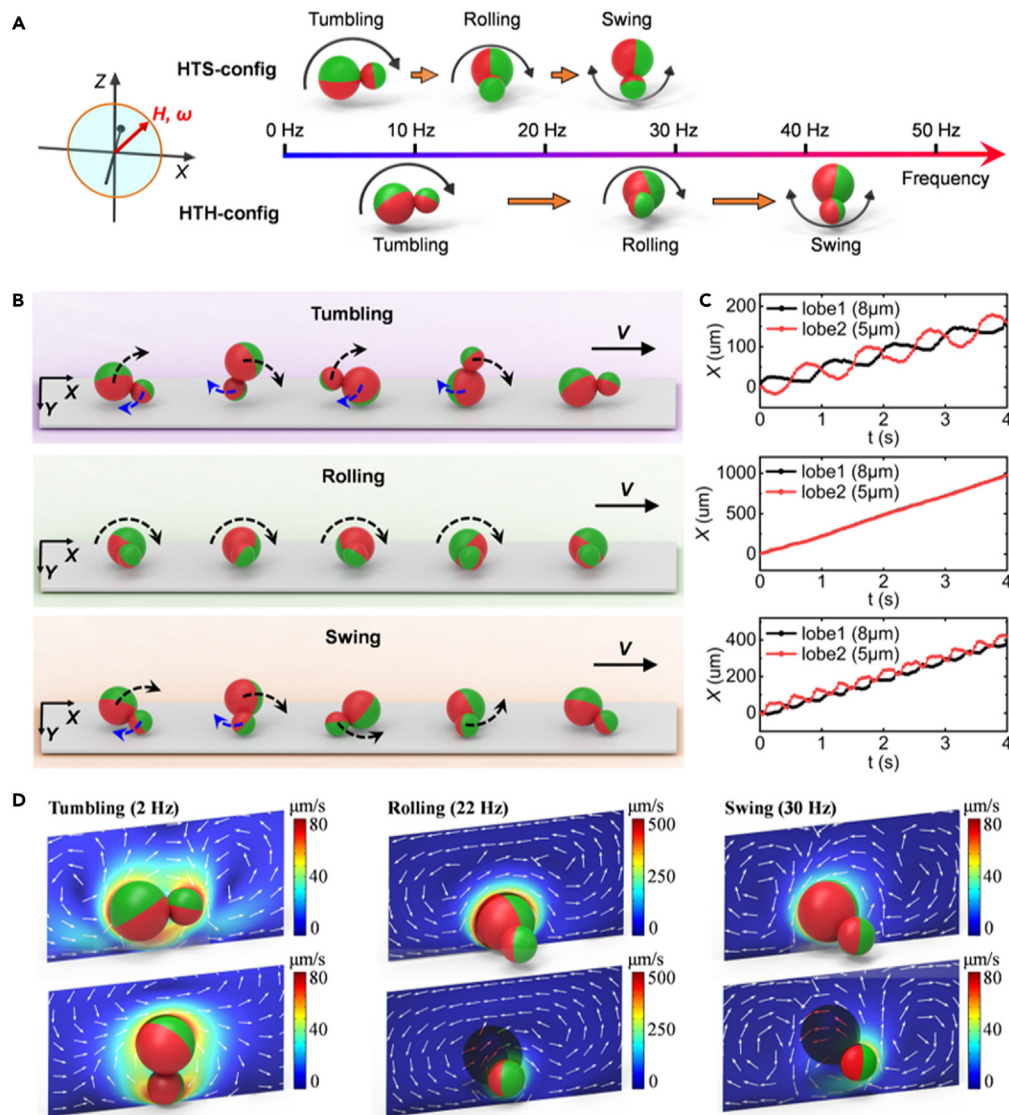 A
Tumbling
Rolling
Swing
HTS-config
Z
H, ω
X
0 Hz
10 Hz
20 Hz
30 Hz
40 Hz
50 Hz
Frequency
HTH-config
Tumbling
Rolling
Swing
B
Tumbling
V
X
Y
Rolling
V
X
Y
Swing
V
X
Y
C
200
100
0
X (um)
lobe1 (8µm)
lobe2 (5µm)
0 1 2 3 4
t (s)
1000
500
0
X (um)
lobe1 (8µm)
lobe2 (5µm)
0 1 2 3 4
t (s)
400
200
0
X (um)
lobe1 (8µm)
lobe2 (5µm)
0 1 2 3 4
t (s)
D
Tumbling (2 Hz)
µm/s
80
40
0
Rolling (22 Hz)
µm/s
500
250
0
Swing (30 Hz)
µm/s
80
40
0
µm/s
80
40
0
µm/s
500
250
0
µm/s
80
40
0